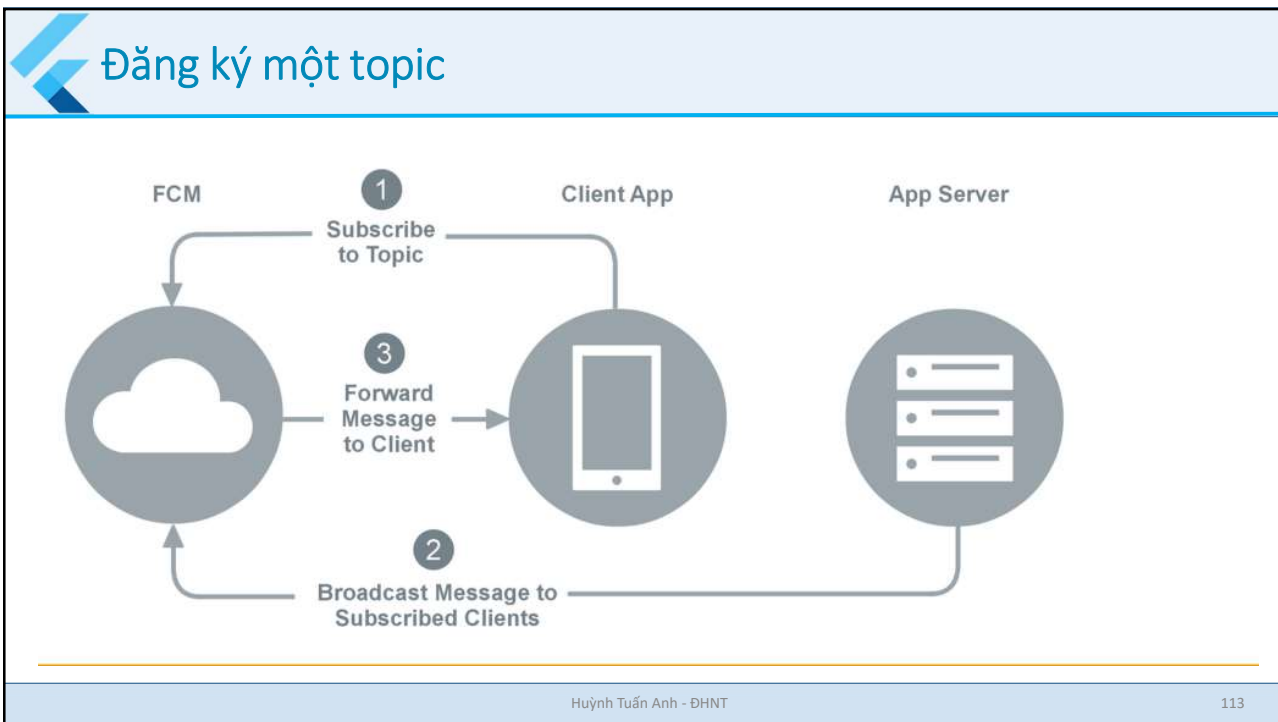 Đăng ký một topic
FCM
1
Client App
App Server
Subscribe
to Topic
3
Forward
Message
to Client
2
Broadcast Message to
Subscribed Clients
Huỳnh Tuấn Anh - ĐHNT
113